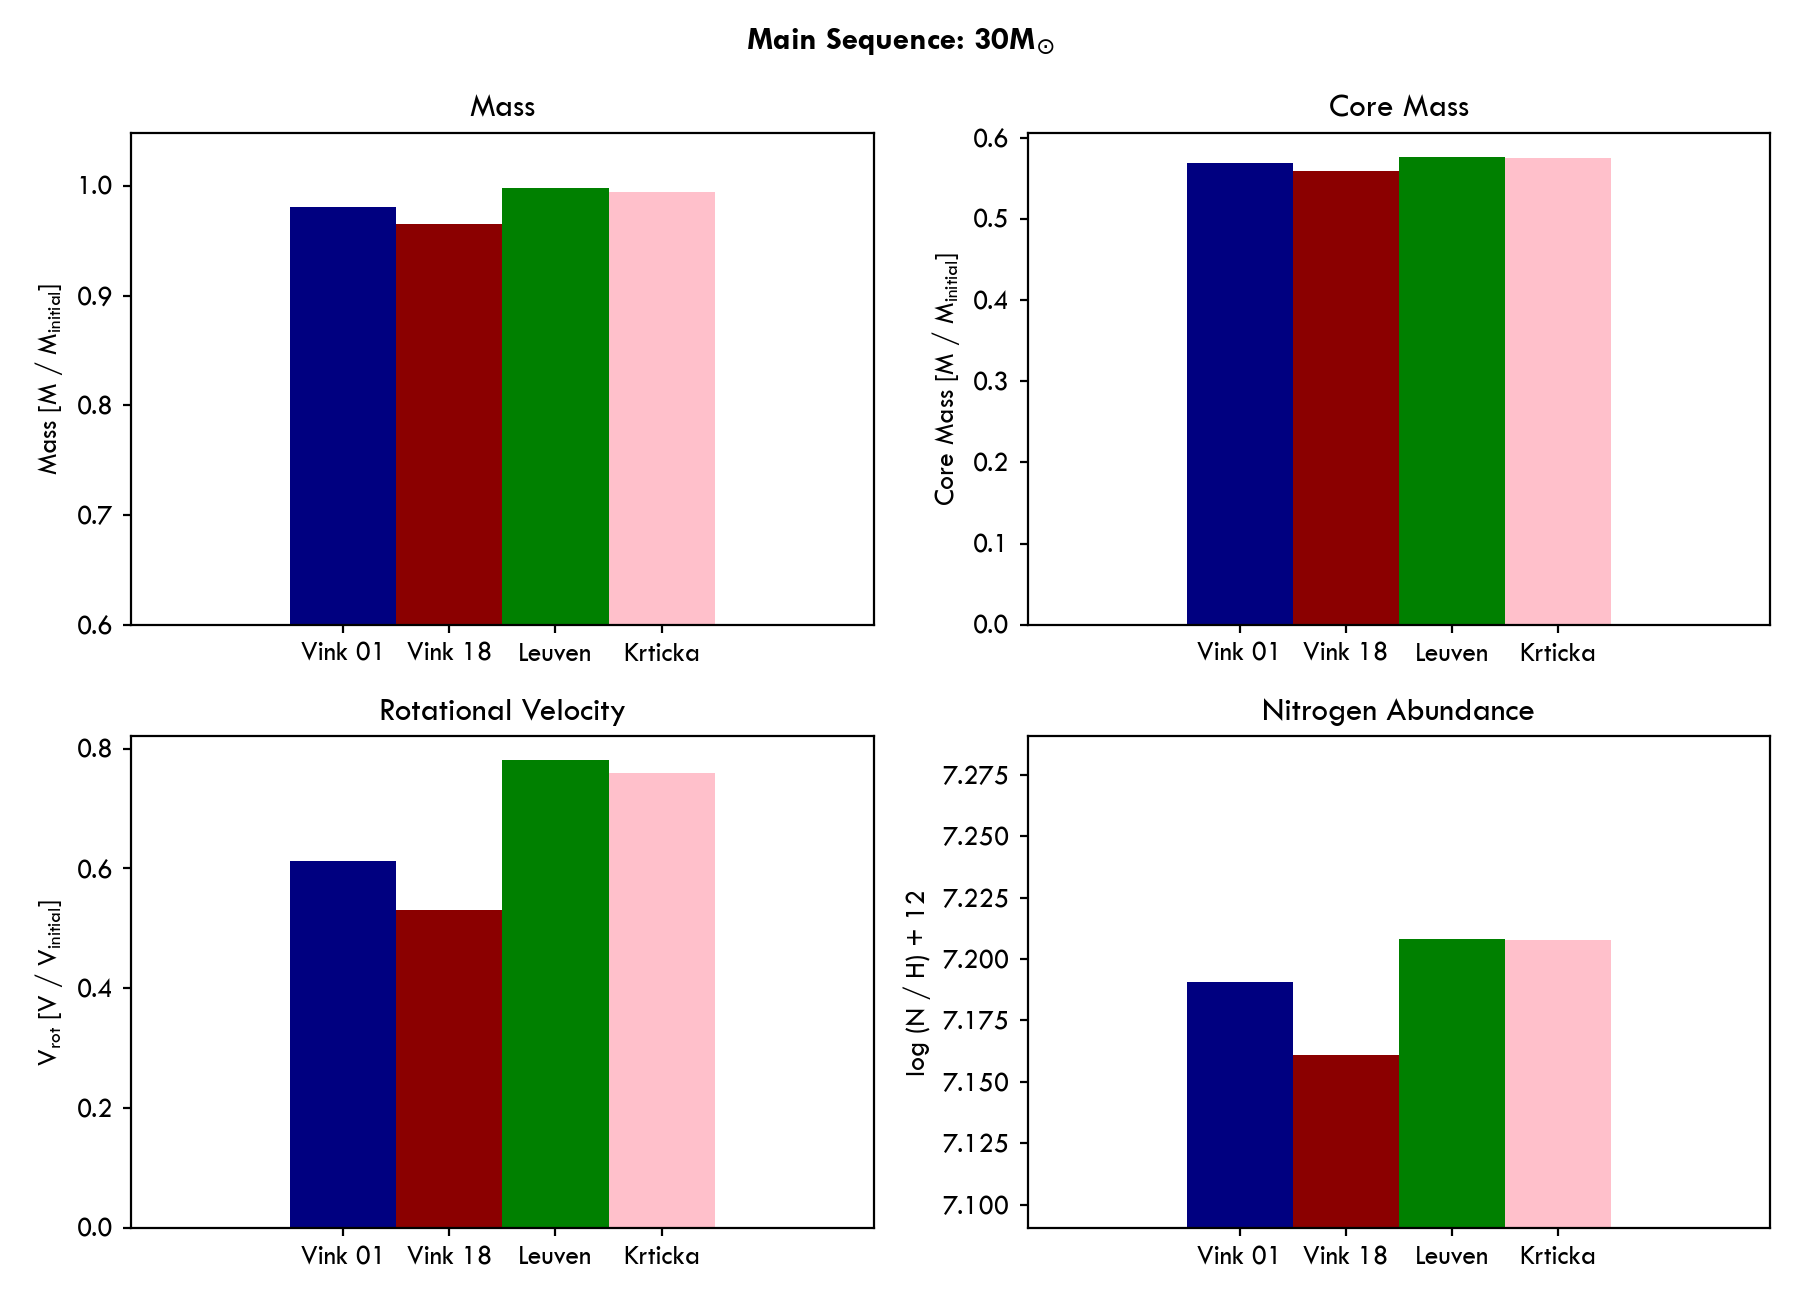 Main Sequence: 30M☉
Mass
Mass [M / Minitial]
1.0
0.9
0.8
0.7
0.6
Vink 01 Vink 18 Leuven Krticka
Core Mass
Core Mass [M / Minitial]
0.6
0.5
0.4
0.3
0.2
0.1
0.0
Vink 01 Vink 18 Leuven Krticka
Rotational Velocity
Vrot [V / Vinitial]
0.8
0.6
0.4
0.2
0.0
Vink 01 Vink 18 Leuven Krticka
Nitrogen Abundance
log (N / H) + 12
7.275
7.250
7.225
7.200
7.175
7.150
7.125
7.100
Vink 01 Vink 18 Leuven Krticka